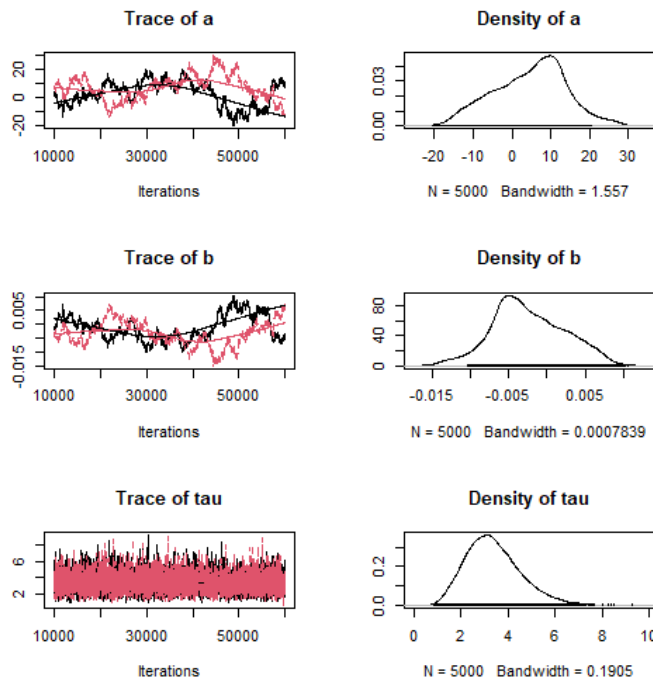 Trace of a
Density of a
20
0
-20
0.03
0.00
10000 30000 50000
-20 -10 0 10 20 30
Iterations
N = 5000 Bandwidth = 1.557
Trace of b
Density of b
0.005
-0.015
80
40
0
10000 30000 50000
-0.015 -0.005 0.005
Iterations
N = 5000 Bandwidth = 0.0007839
Trace of tau
Density of tau
6
2
0.2
0.0
10000 30000 50000
0 2 4 6 8 10
Iterations
N = 5000 Bandwidth = 0.1905